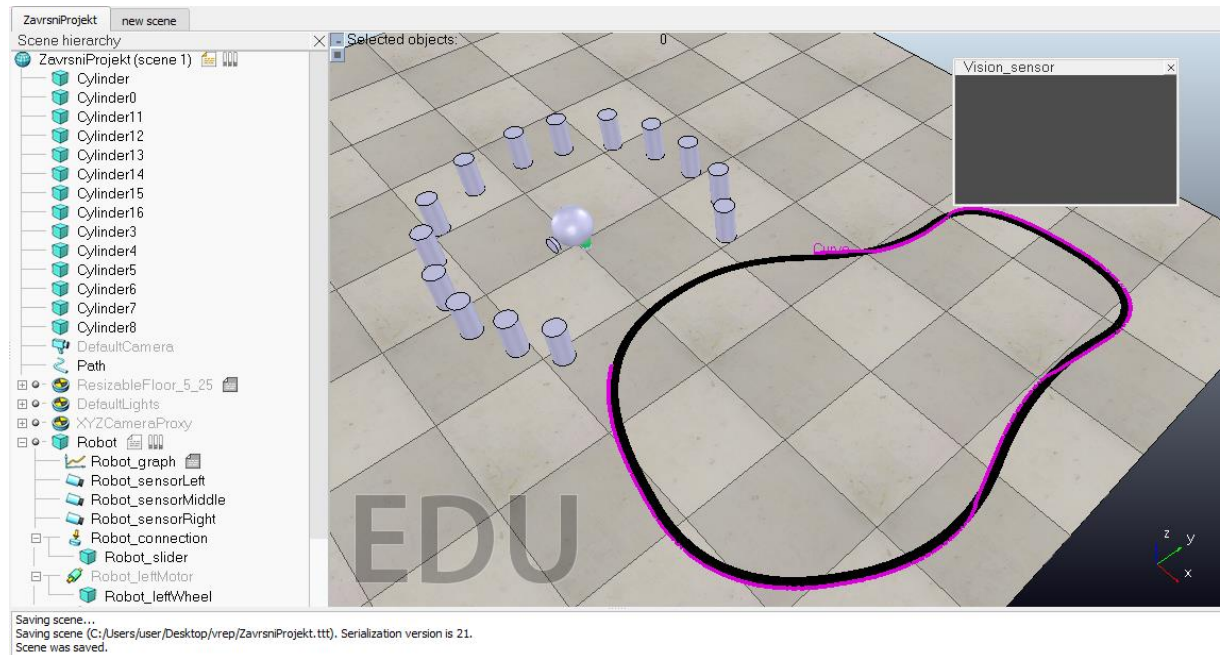 ZavrsniProjekt new scene
Scene hierarchy
ZavrsniProjekt (scene 1)
Cylinder
Cylinder0
Cylinder11
Cylinder12
Cylinder13
Cylinder14
Cylinder15
Cylinder16
Cylinder3
Cylinder4
Cylinder5
Cylinder6
Cylinder7
Cylinder8
DefaultCamera
Path
ResizableFloor_5_25
DefaultLights
XYZCameraProxy
Robot
Robot_graph
Robot_sensorLeft
Robot_sensorMiddle
Robot_sensorRight
Robot_connection
Robot_slider
Robot_leftMotor
Robot_leftWheel
Selected objects: 0
Vision_sensor
Curve
EDU
z
y
x
Saving scene...
Saving scene (C:/Users/user/Desktop/vrep/ZavrsniProjekt.ttt). Serialization version is 21.
Scene was saved.